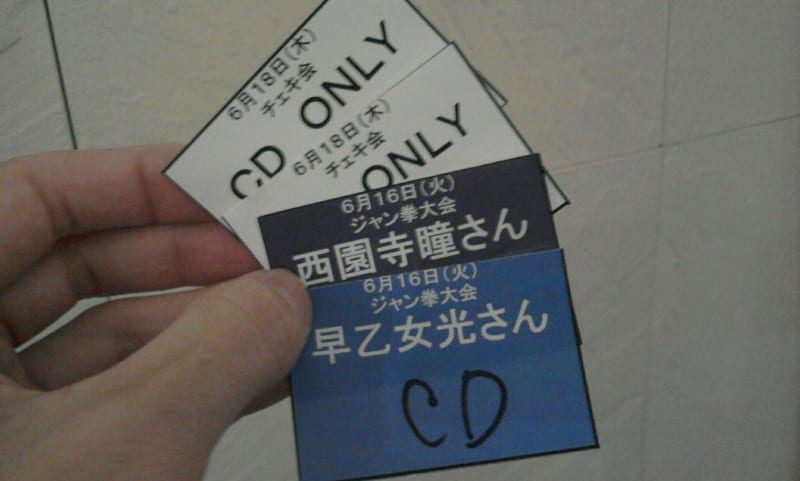 6月18日(木)
チェキ会
CD ONLY
6月18日(木)
チェキ会
ONLY
6月16日(火)
ジャン拳大会
西園寺瞳さん
6月16日(火)
ジャン拳大会
早乙女光さん
CD